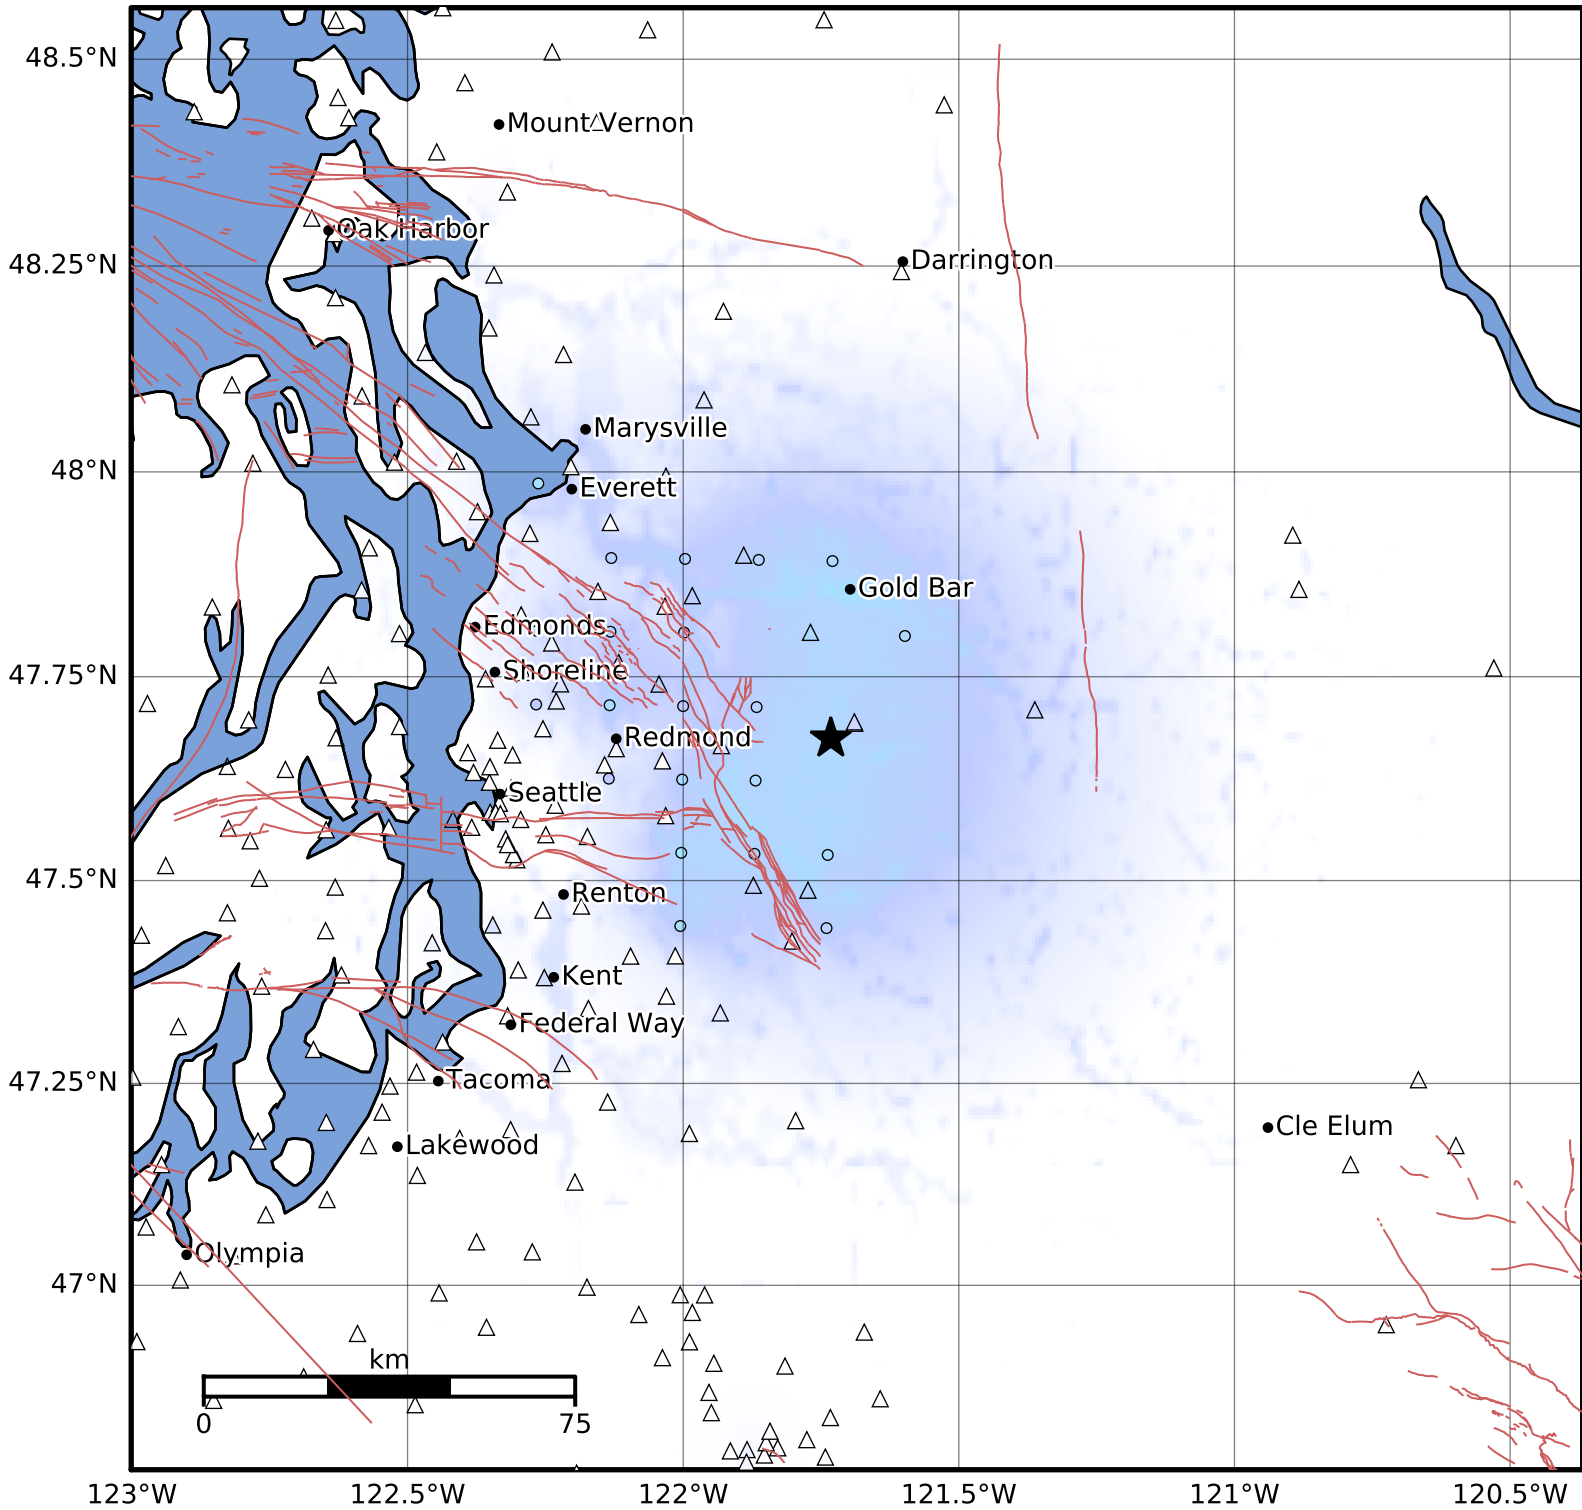 48.5°N
Mount Vernon
Oak Harbor
48.25°N
Darrington
Marysville
48°N
Everett
Gold Bar
Edmonds
47.75°N
Shoreline
Redmond
Seattle
47.5°N
Renton
Kent
Federal Way
47.25°N
Tacoma
Cle Elum
Lakewood
Olympia
47°N
km
0 75
123°W 122.5°W 122°W 121.5°W 121°W 120.5°W